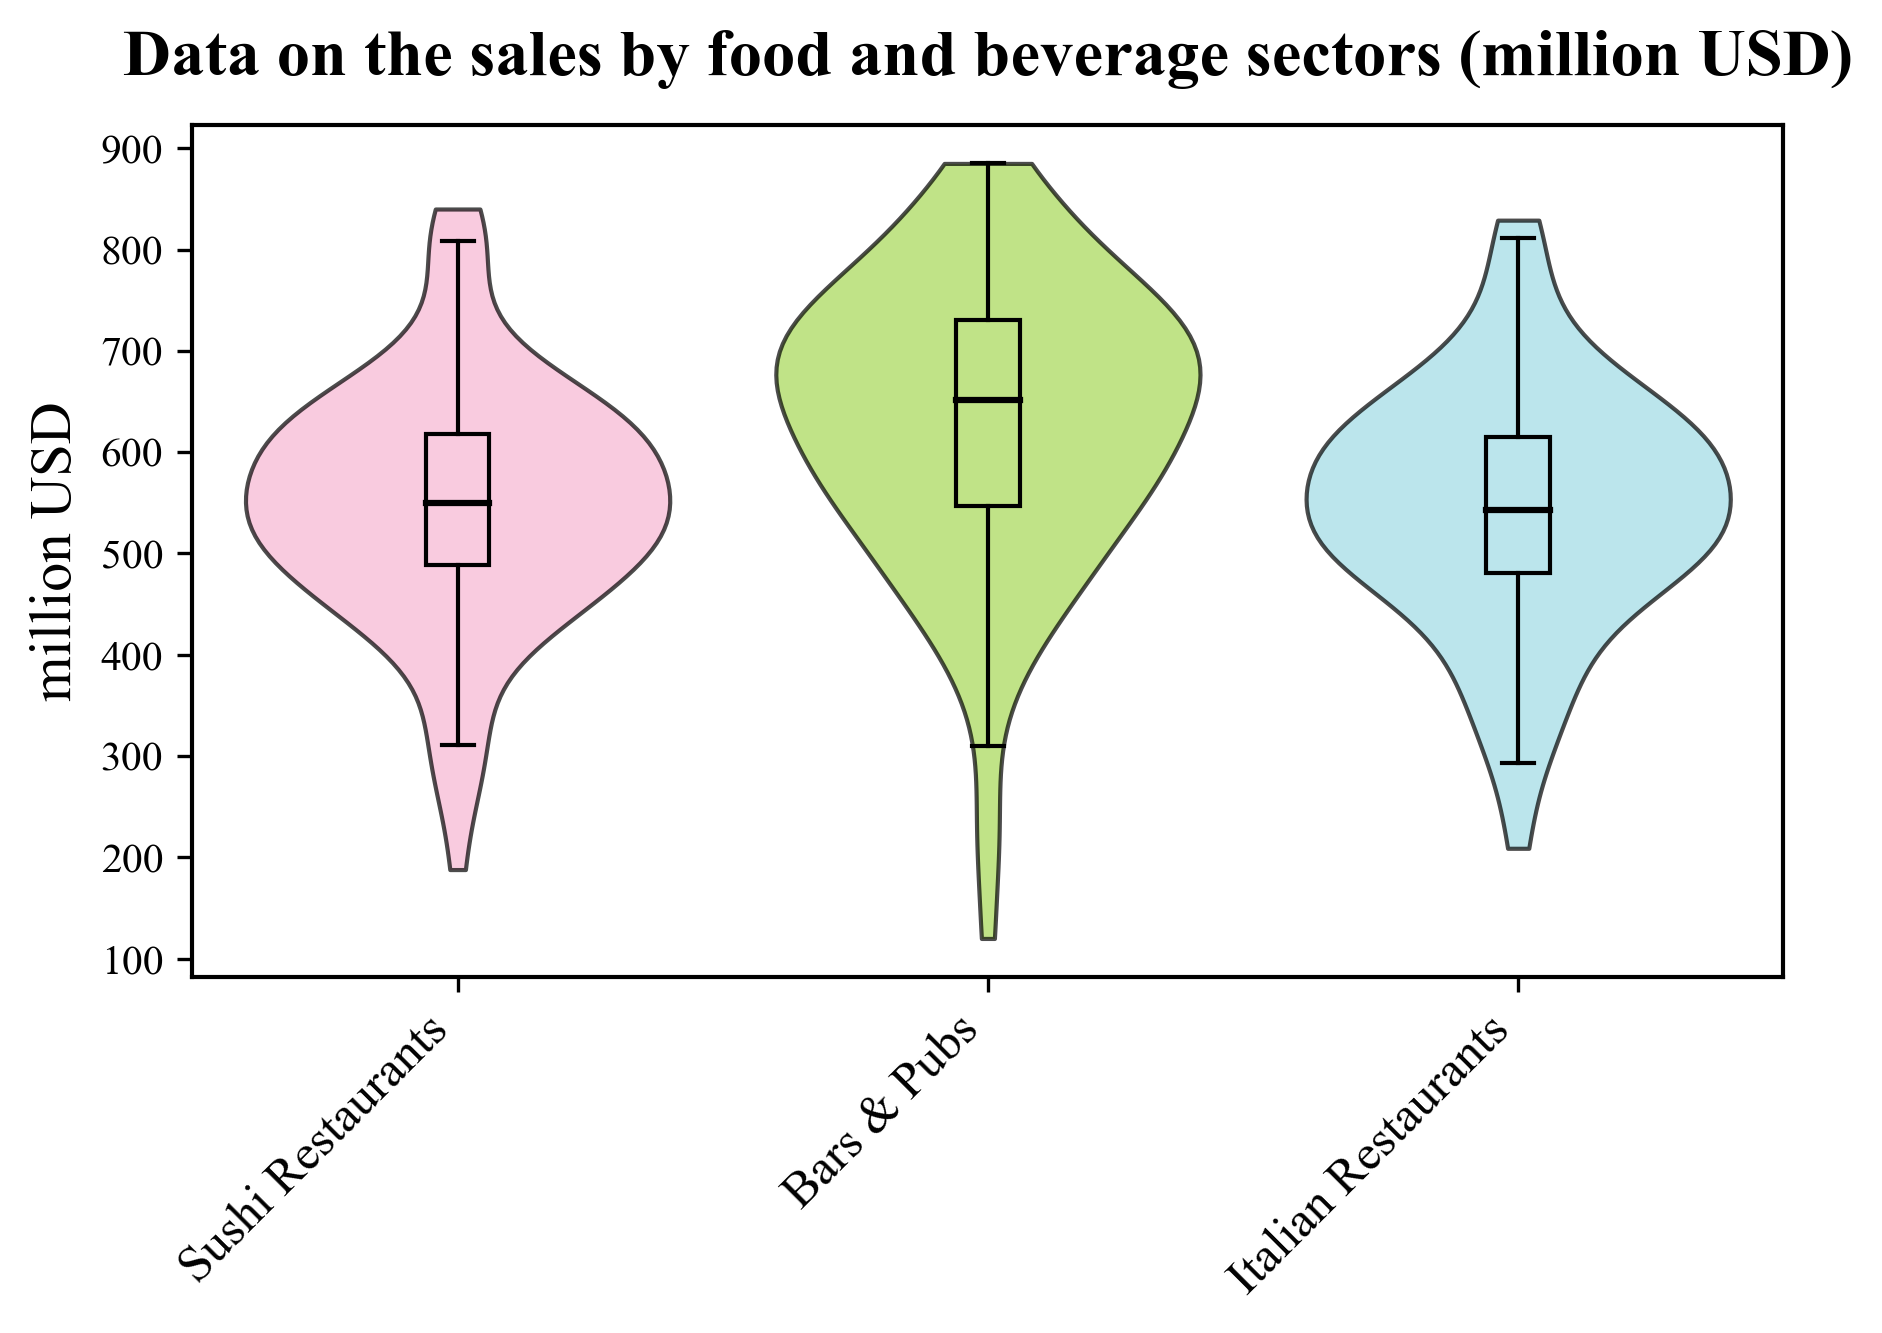 Data on the sales by food and beverage sectors (million USD)
million USD
900
800
700
600
500
400
300
200
100
Sushi Restaurants
Bars & Pubs
Italian Restaurants